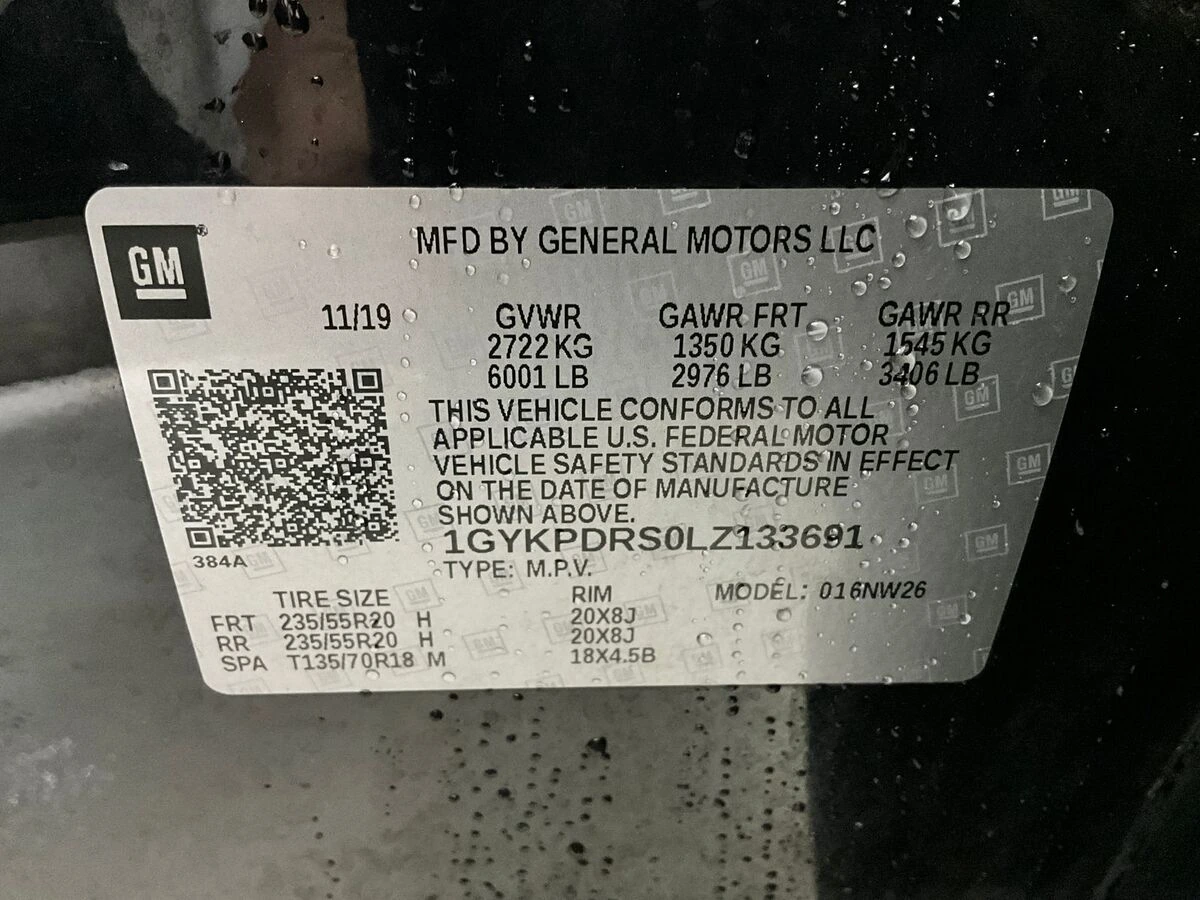 GM
MFD BY GENERAL MOTORS LLC
11/19 GVWR GAWR FRT GAWR RR
2722 KG 1350 KG 1545 KG
6001 LB 2976 LB 3406 LB
THIS VEHICLE CONFORMS TO ALL
APPLICABLE U.S. FEDERAL MOTOR
VEHICLE SAFETY STANDARDS IN EFFECT
ON THE DATE OF MANUFACTURE
SHOWN ABOVE.
1GYKPDRS0LZ133691
384A
TYPE: M.P.V.
TIRE SIZE RIM MODEL: 016NW26
FRT 235/55R20 H 20X8J
RR 235/55R20 H 20X8J
SPA T135/70R18 M 18X4.5B